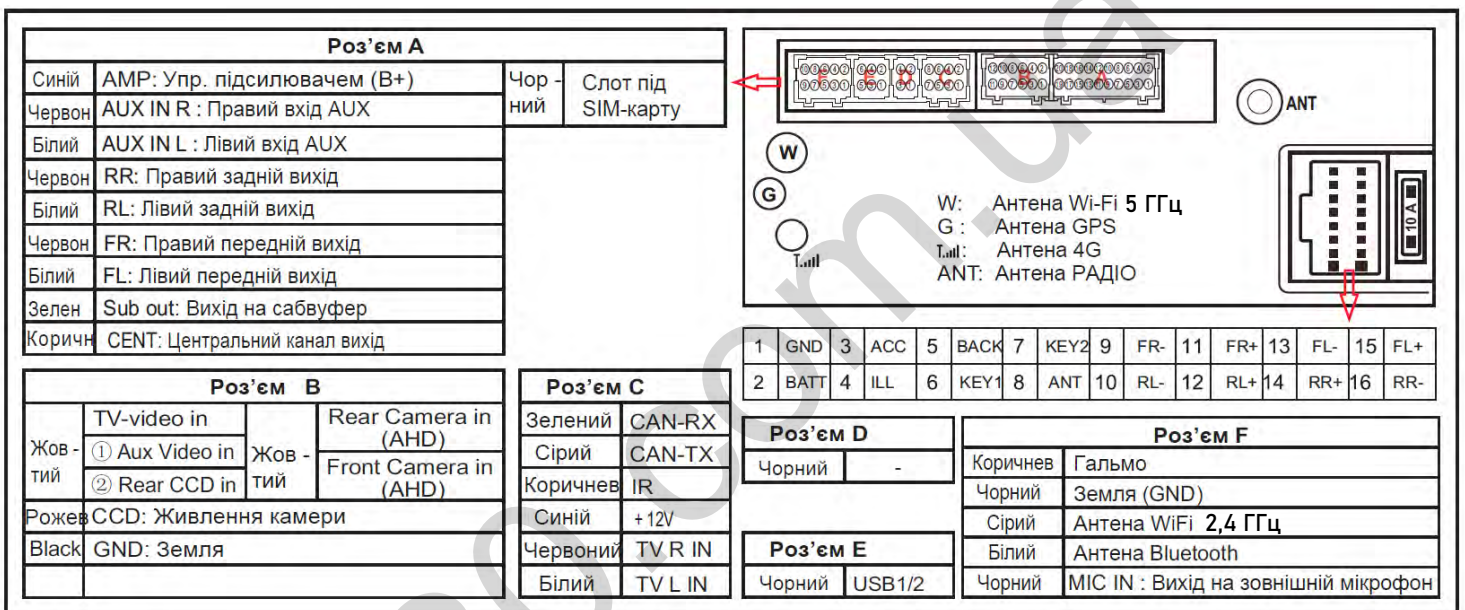 Роз’єм А
Синій AMP: Упр. підсилювачем (B+) Чор - ний Слот під SIM-карту
Червон AUX IN R : Правий вхід AUX
Білий AUX IN L : Лівий вхід AUX
Червон RR: Правий задній вихід
Білий RL: Лівий задній вихід
Червон FR: Правий передній вихід
Білий FL: Лівий передній вихід
Зелен Sub out: Вихід на сабвуфер
Коричн CENT: Центральний канал вихід
F E D C B A
ANT
W
G
T
W: Антена Wi-Fi 5 ГГц
G : Антена GPS
T: Антена 4G
ANT: Антена РАДІО
10 A
1 GND 3 ACC 5 BACK 7 KEY2 9 FR- 11 FR+ 13 FL- 15 FL+
2 BATT 4 ILL 6 KEY1 8 ANT 10 RL- 12 RL+ 14 RR+ 16 RR-
Роз’єм В
Жов - тий
TV-video in
① Aux Video in
② Rear CCD in
Жов - тий
Rear Camera in (AHD)
Front Camera in (AHD)
Рожев CCD: Живлення камери
Black GND: Земля
Роз’єм С
Зелений CAN-RX
Сірий CAN-TX
Коричнев IR
Синій +12V
Червоний TV R IN
Білий TV L IN
Роз’єм D
Чорний -
Роз’єм E
Чорний USB1/2
Роз’єм F
Коричнев Гальмо
Чорний Земля (GND)
Сірий Антена WiFi 2,4 ГГц
Білий Антена Bluetooth
Чорний MIC IN : Вихід на зовнішній мікрофон
o.com.ua